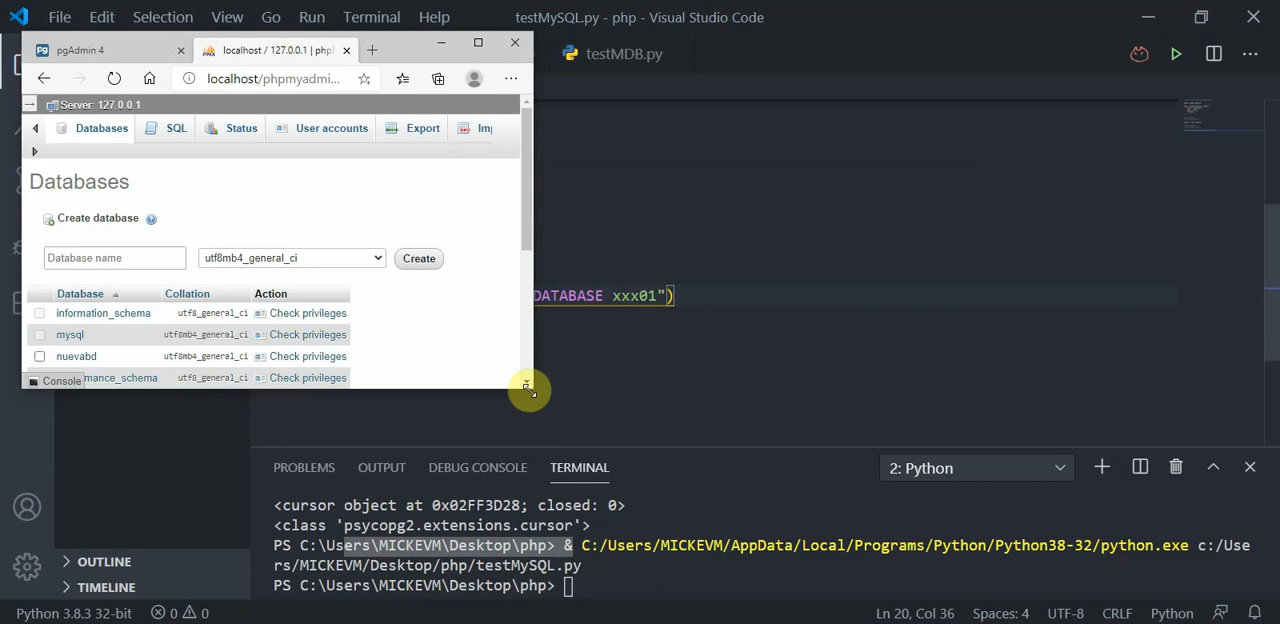 File Edit Selection View Go Run Terminal Help testMySQL.py - php - Visual Studio Code
pgAdmin 4 localhost / 127.0.0.1 | phpl
testMDB.py
localhost/phpmyadmin...
Server: 127.0.0.1
Databases SQL Status User accounts Export Imp
Databases
Create database
Database name utf8mb4_general_ci Create
DATABASE xxx01")
Database Collation Action
information_schema utf8_general_ci Check privileges
mysql utf8mb4_general_ci Check privileges
nuevabd utf8mb4_general_ci Check privileges
Console mance_schema utf8_general_ci Check privileges
PROBLEMS OUTPUT DEBUG CONSOLE TERMINAL 2: Python
<cursor object at 0x02FF3D28; closed: 0>
<class 'psycopg2.extensions.cursor'>
PS C:\Users\MICKEVM\Desktop\php> & C:/Users/MICKEVM/AppData/Local/Programs/Python/Python38-32/python.exe c:/Use
rs/MICKEVM/Desktop/php/testMySQL.py
PS C:\Users\MICKEVM\Desktop\php>
OUTLINE
TIMELINE
Python 3.8.3 32-bit 0 0 Ln 20, Col 36 Spaces: 4 UTF-8 CRLF Python